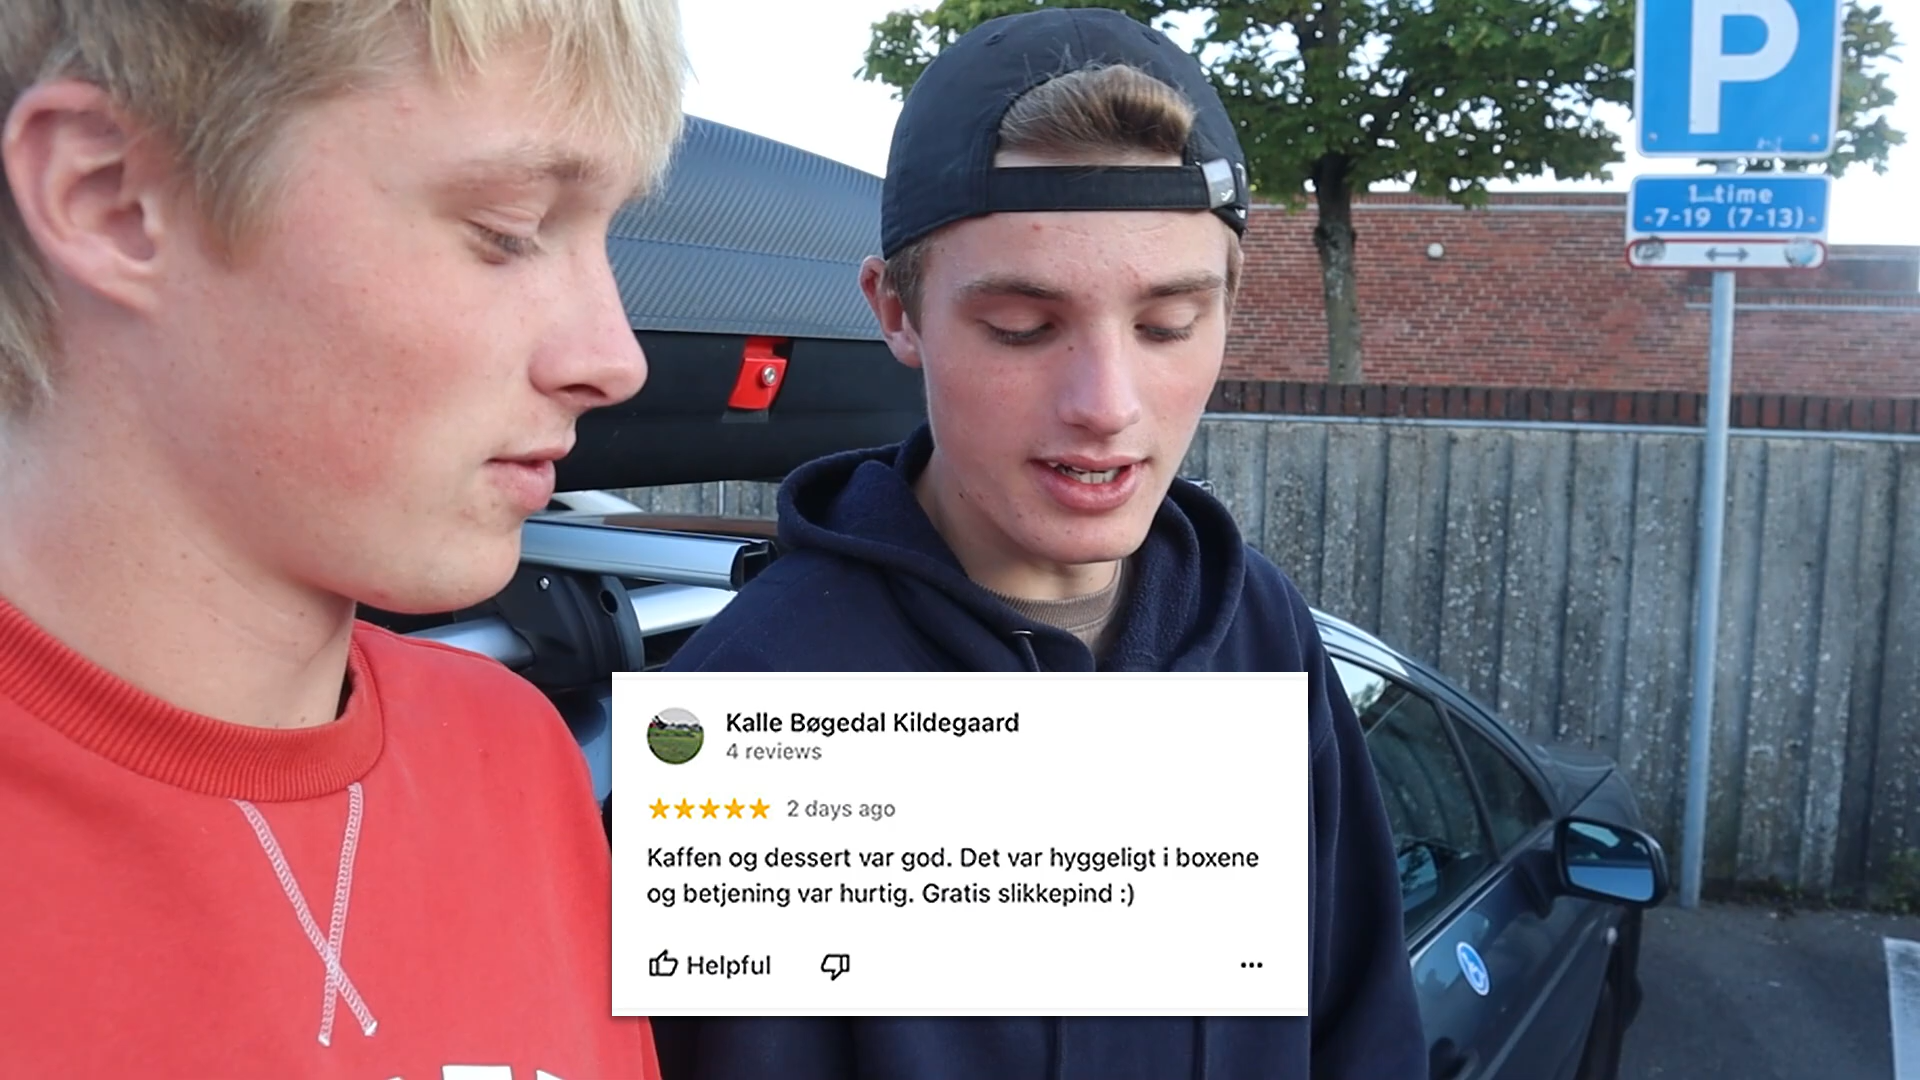 P
1 time
7-19 (7-13)
Kalle Bøgedal Kildegaard
4 reviews
2 days ago
Kaffen og dessert var god. Det var hyggeligt i boxene
og betjening var hurtig. Gratis slikkepind :)
Helpful